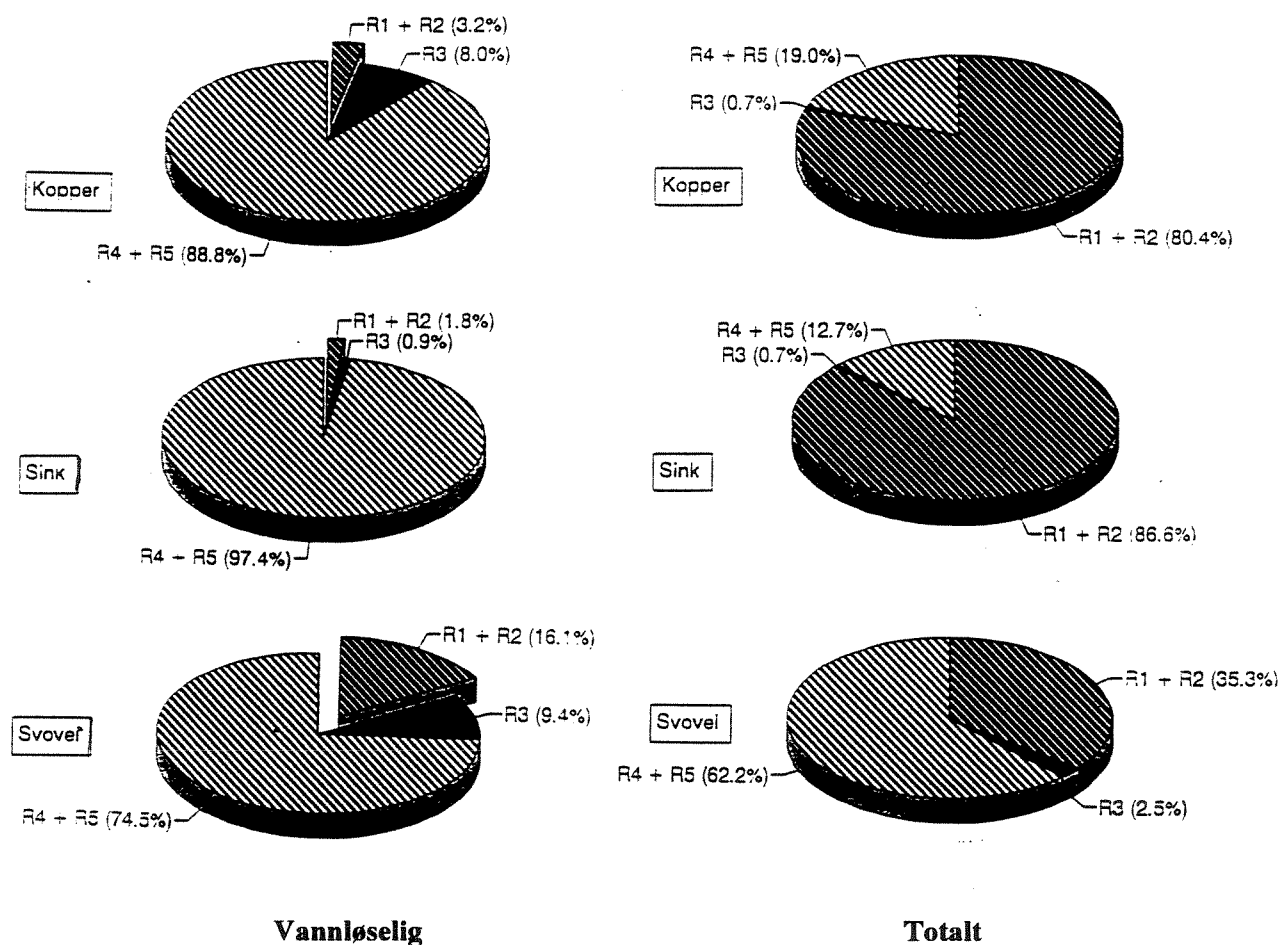 R1 + R2 (3.2%)
R3 (8.0%)
Kopper
R4 + R5 (88.8%)
R4 + R5 (19.0%)
R3 (0.7%)
Kopper
R1 + R2 (80.4%)
R1 + R2 (1.8%)
R3 (0.9%)
Sink
R4 + R5 (97.4%)
R4 + R5 (12.7%)
R3 (0.7%)
Sink
R1 + R2 (86.6%)
R1 + R2 (16.1%)
R3 (9.4%)
Svovel
R4 + R5 (74.5%)
R1 + R2 (35.3%)
Svovel
R4 + R5 (62.2%)
R3 (2.5%)
Vannløselig
Totalt